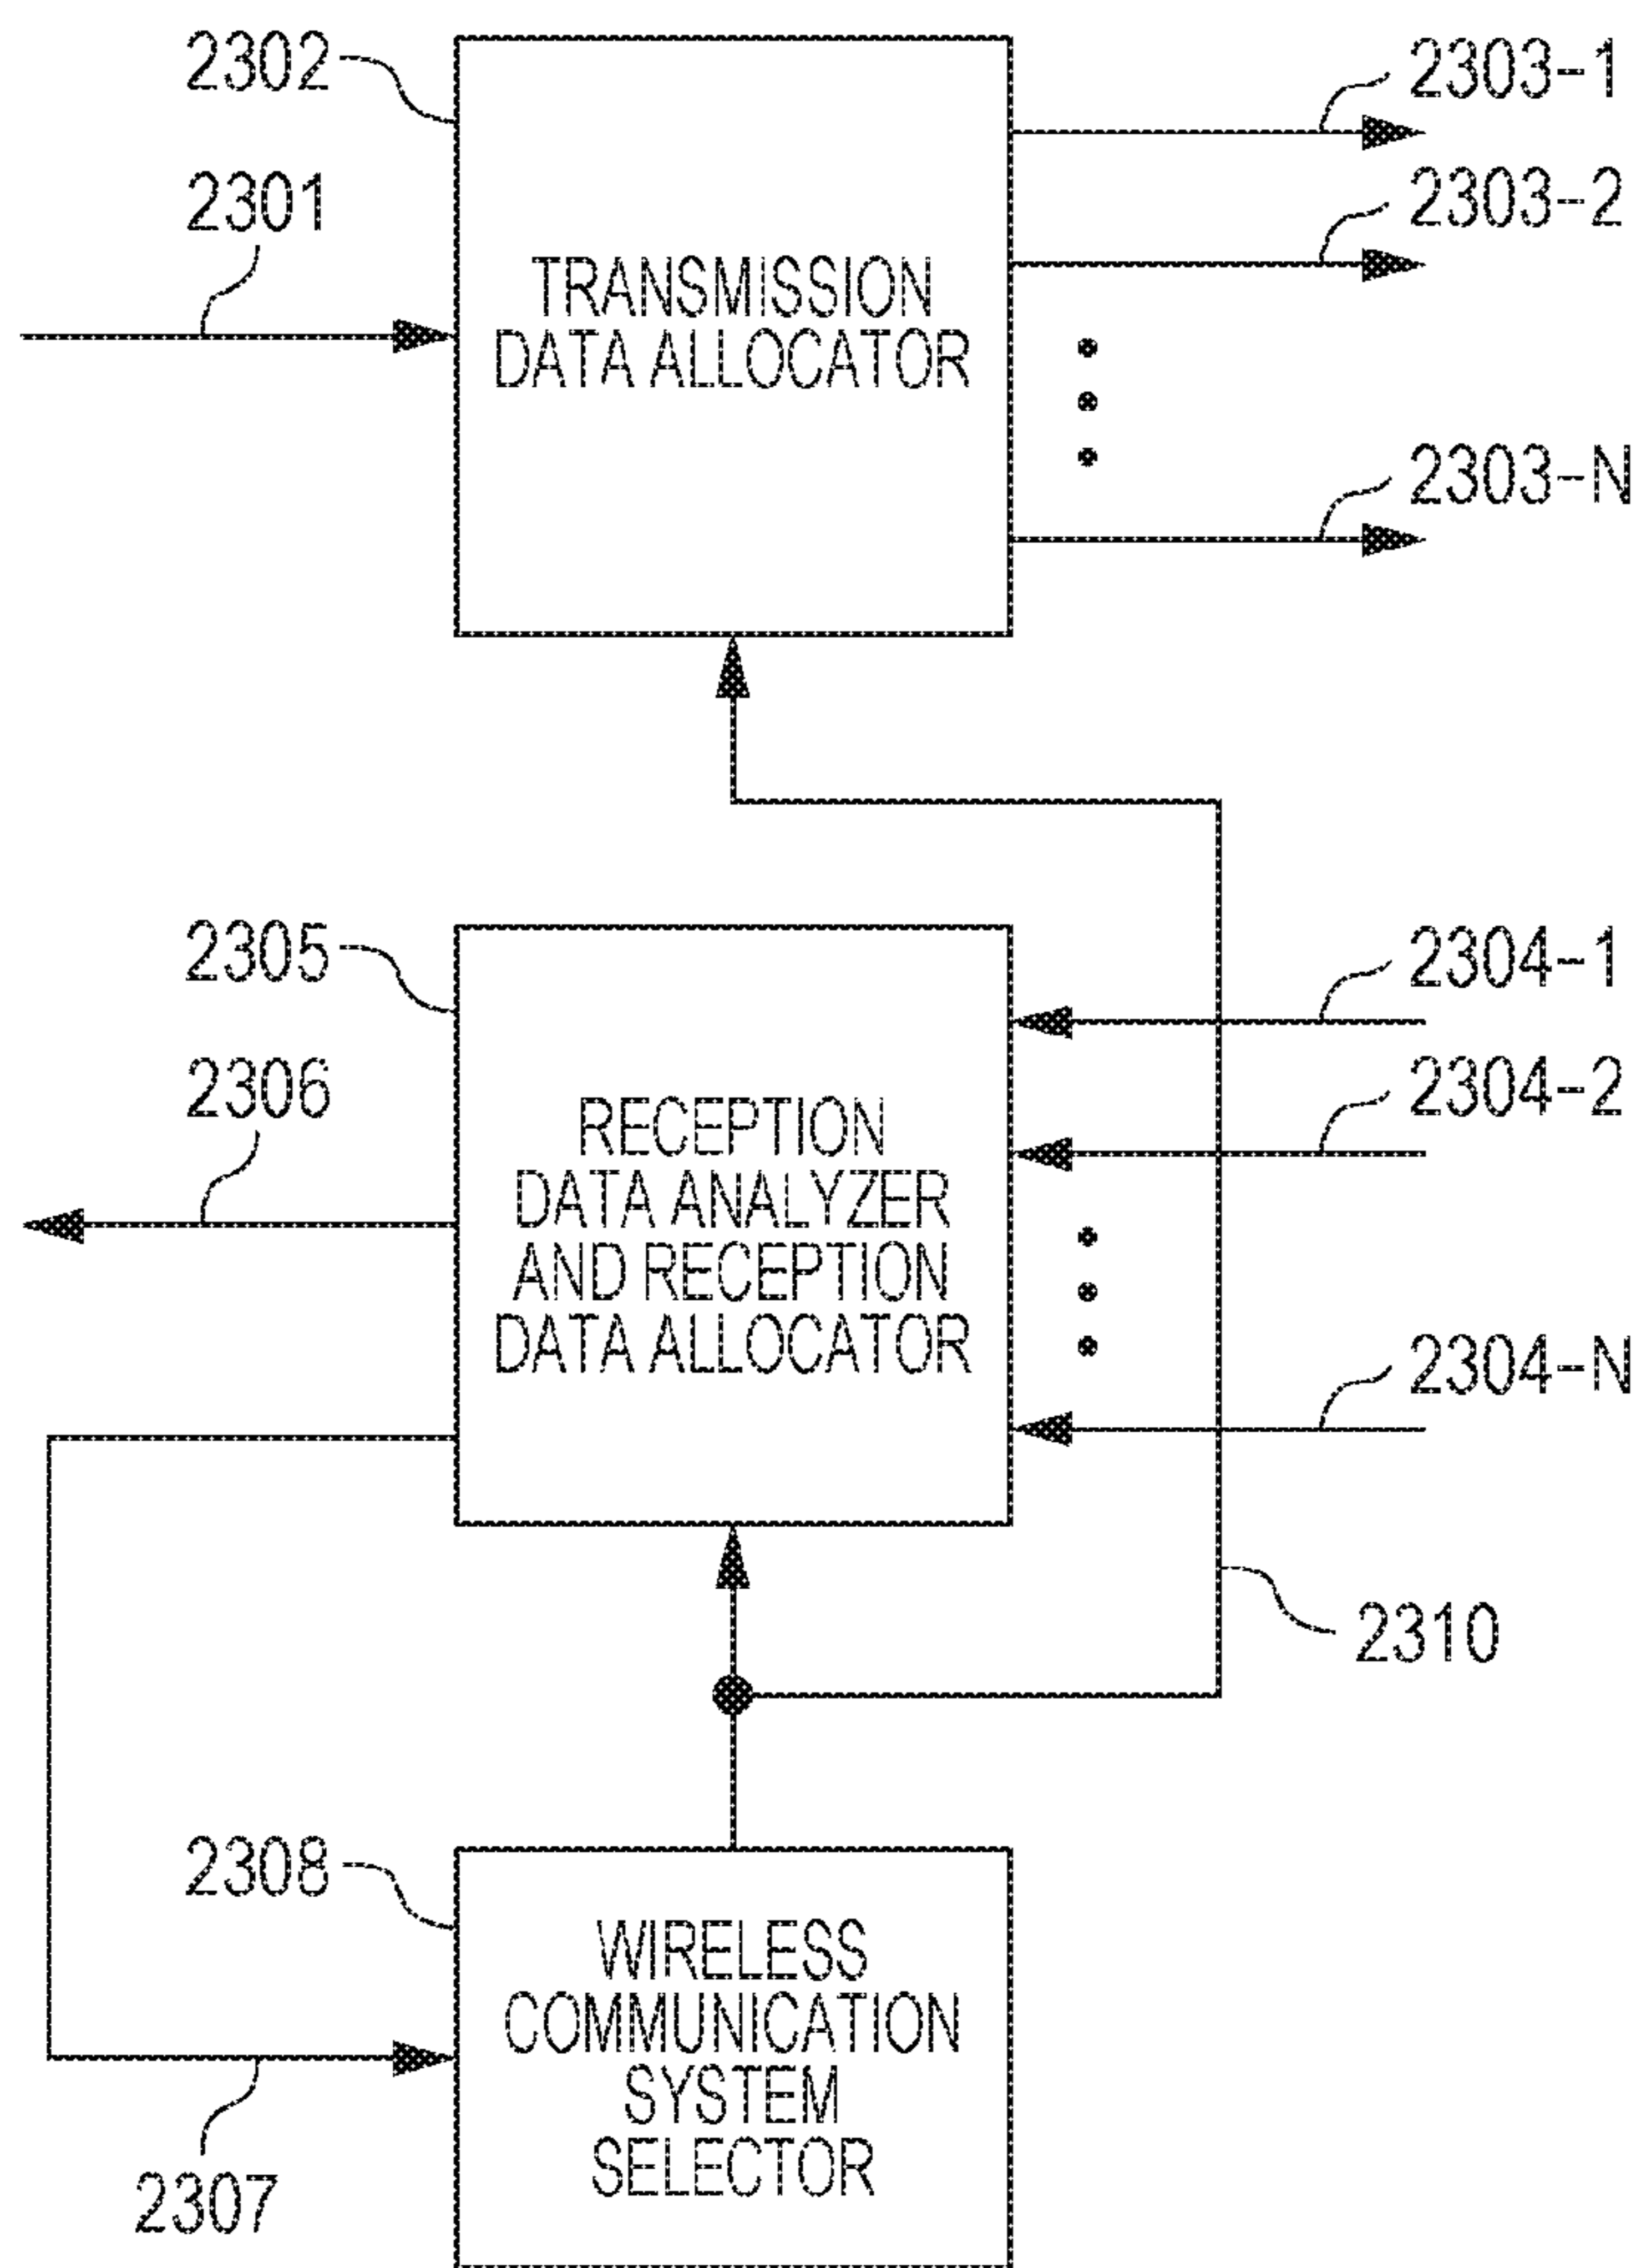 2302
2303-1
2301
2303-2
TRANSMISSION
DATA ALLOCATOR
2303-N
2305
2304-1
2306
2304-2
RECEPTION
DATA ANALYZER
AND RECEPTION
DATA ALLOCATOR
2304-N
2310
2308
WIRELESS
COMMUNICATION
SYSTEM
SELECTOR
2307